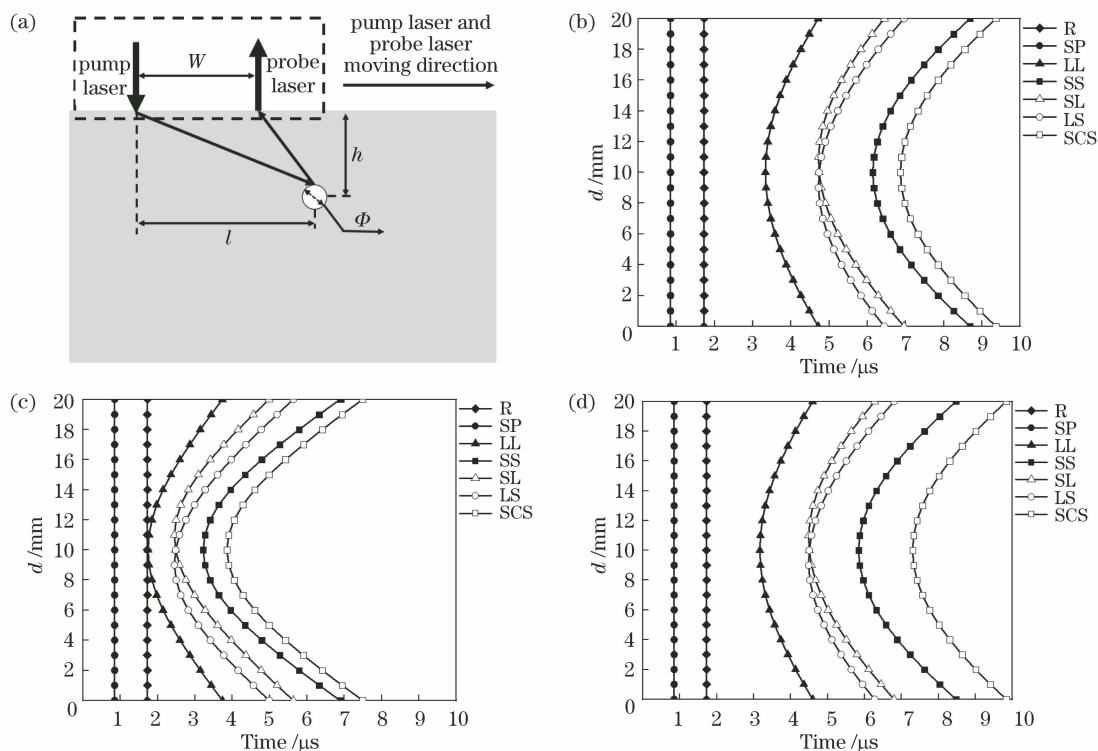 (a)
pump
laser
W
probe
laser
pump laser and
probe laser
moving direction
h
Φ
l
(b)
d /mm
20
18
16
14
12
10
8
6
4
2
0
1 2 3 4 5 6 7 8 9 10
Time /μs
R
SP
LL
SS
SL
LS
SCS
(c)
d /mm
20
18
16
14
12
10
8
6
4
2
0
1 2 3 4 5 6 7 8 9 10
Time /μs
R
SP
LL
SS
SL
LS
SCS
(d)
d /mm
20
18
16
14
12
10
8
6
4
2
0
1 2 3 4 5 6 7 8 9 10
Time /μs
R
SP
LL
SS
SL
LS
SCS